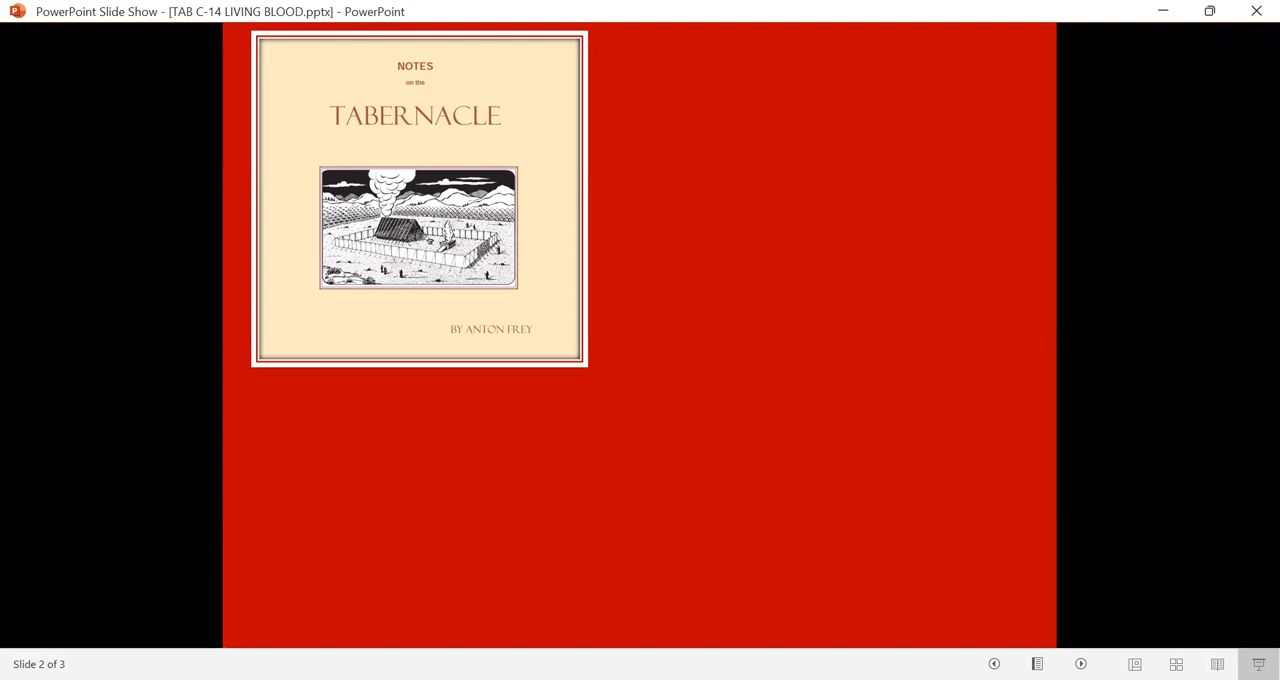 PowerPoint Slide Show - [TAB C-14 LIVING BLOOD.pptx] - PowerPoint
NOTES
on the
TABERNACLE
BY ANTON FREY
Slide 2 of 3